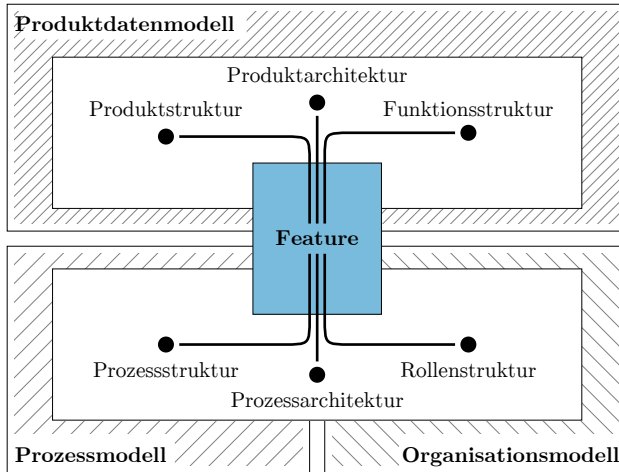 Produktdatenmodell
Produktarchitektur
Produktstruktur
Funktionsstruktur
Feature
Prozessstruktur
Rollenstruktur
Prozessarchitektur
Prozessmodell
Organisationsmodell